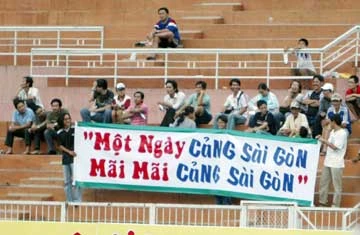 "Một Ngày CẢNG SÀi GÒN
MÃi MÃi CẢNG SÀi GÒN"